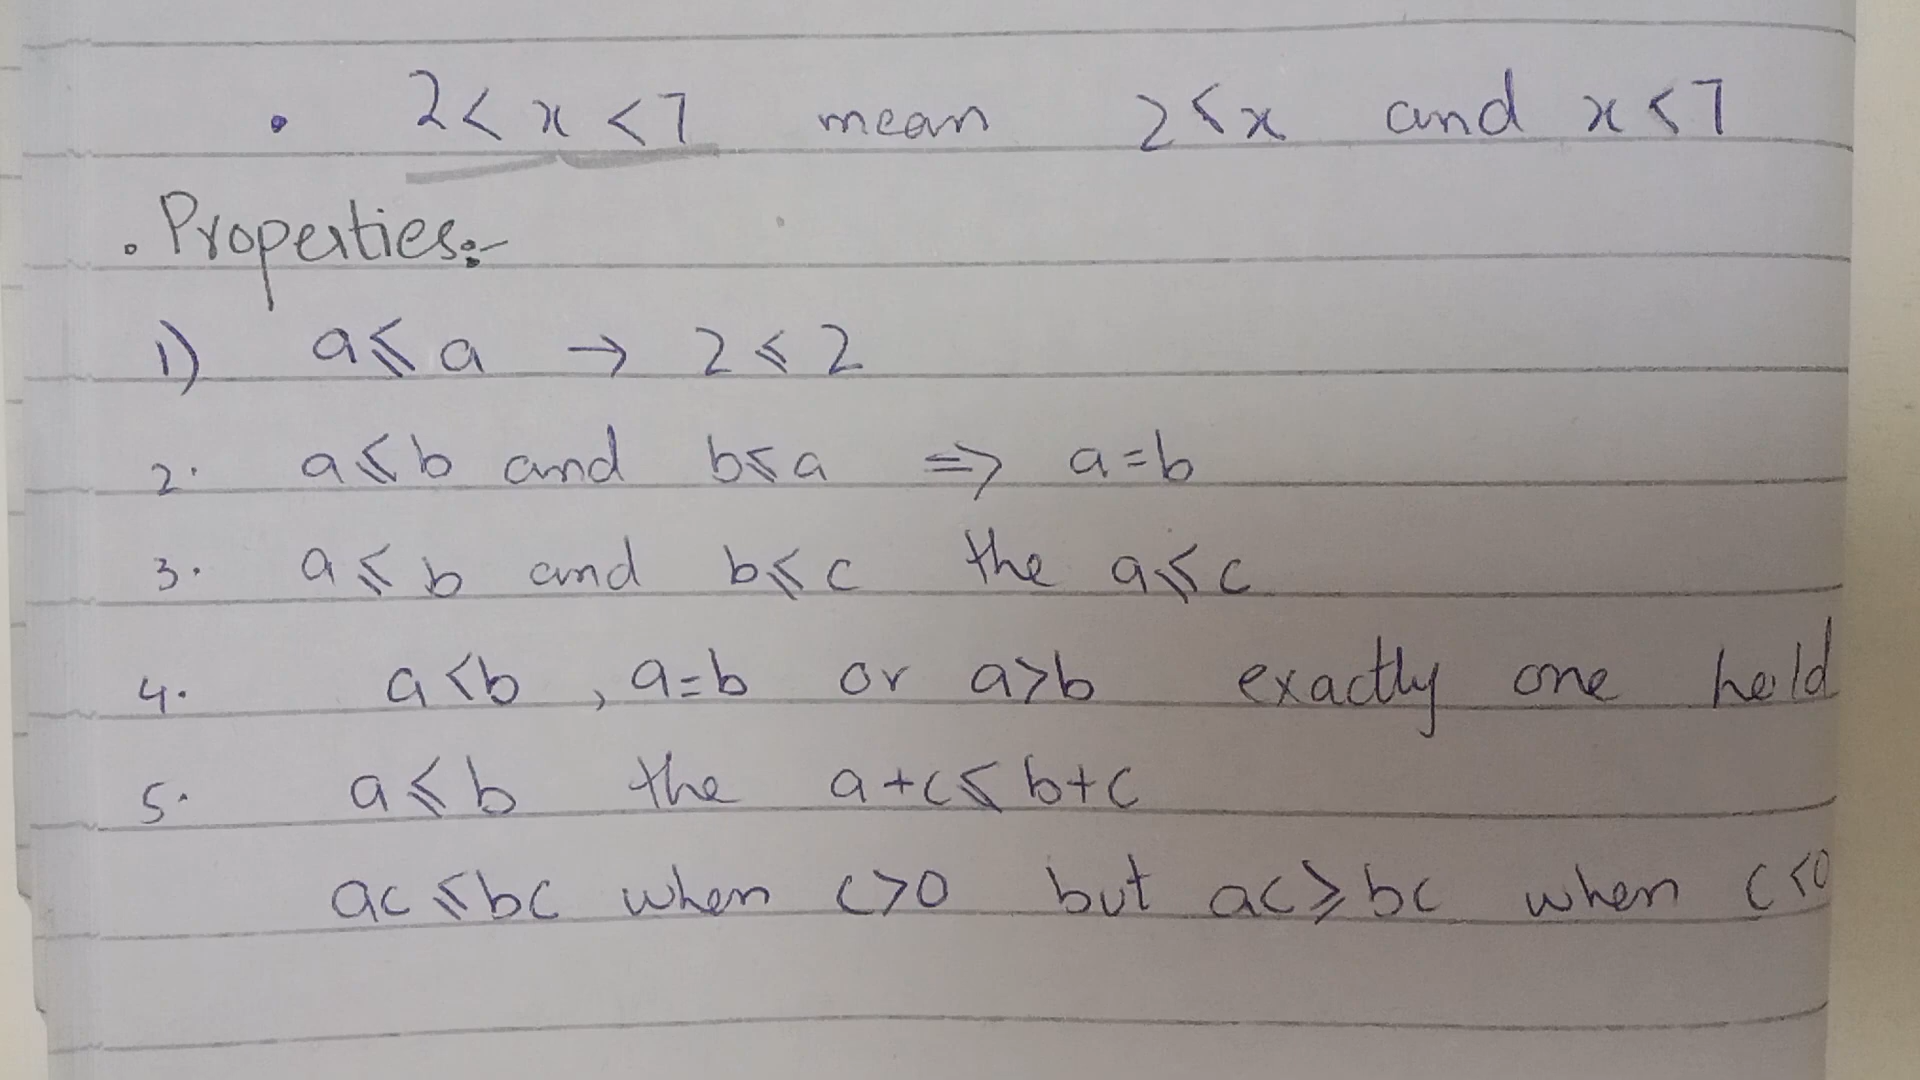 • 2 < x < 7 mean 2 < x and x < 7
• Properties:-
1) a ⩽ a → 2 ⩽ 2
2. a ⩽ b and b ⩽ a ⇒ a = b
3. a ⩽ b and b ⩽ c the a ⩽ c
4. a < b , a = b or a > b exactly one hold
5. a ⩽ b the a + c ⩽ b + c
ac ⩽ bc when c > 0 but ac ⩾ bc when c < 0